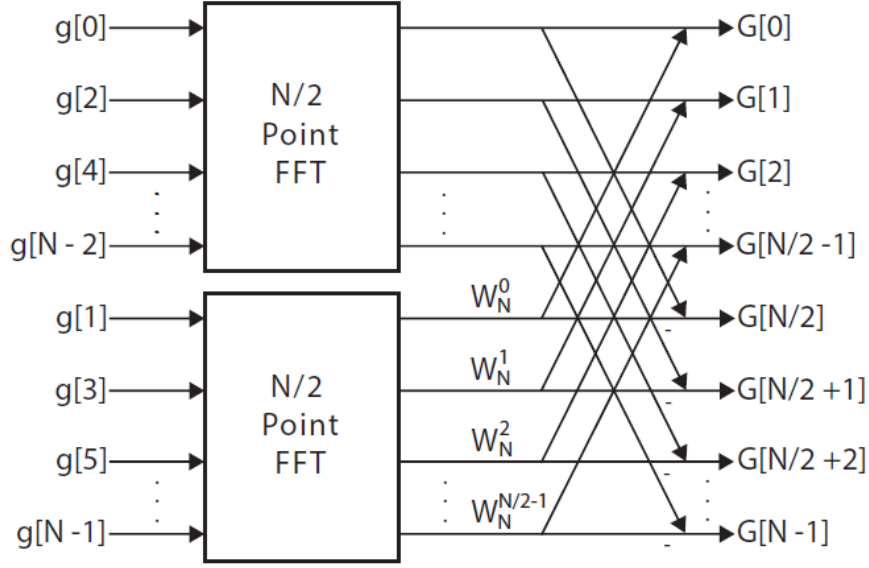 g[0]
g[2]
g[4]
g[N - 2]
g[1]
g[3]
g[5]
g[N -1]
N/2
Point
FFT
N/2
Point
FFT
W_N^0
W_N^1
W_N^2
W_N^{N/2-1}
-
-
-
-
G[0]
G[1]
G[2]
G[N/2 -1]
G[N/2]
G[N/2 +1]
G[N/2 +2]
G[N -1]